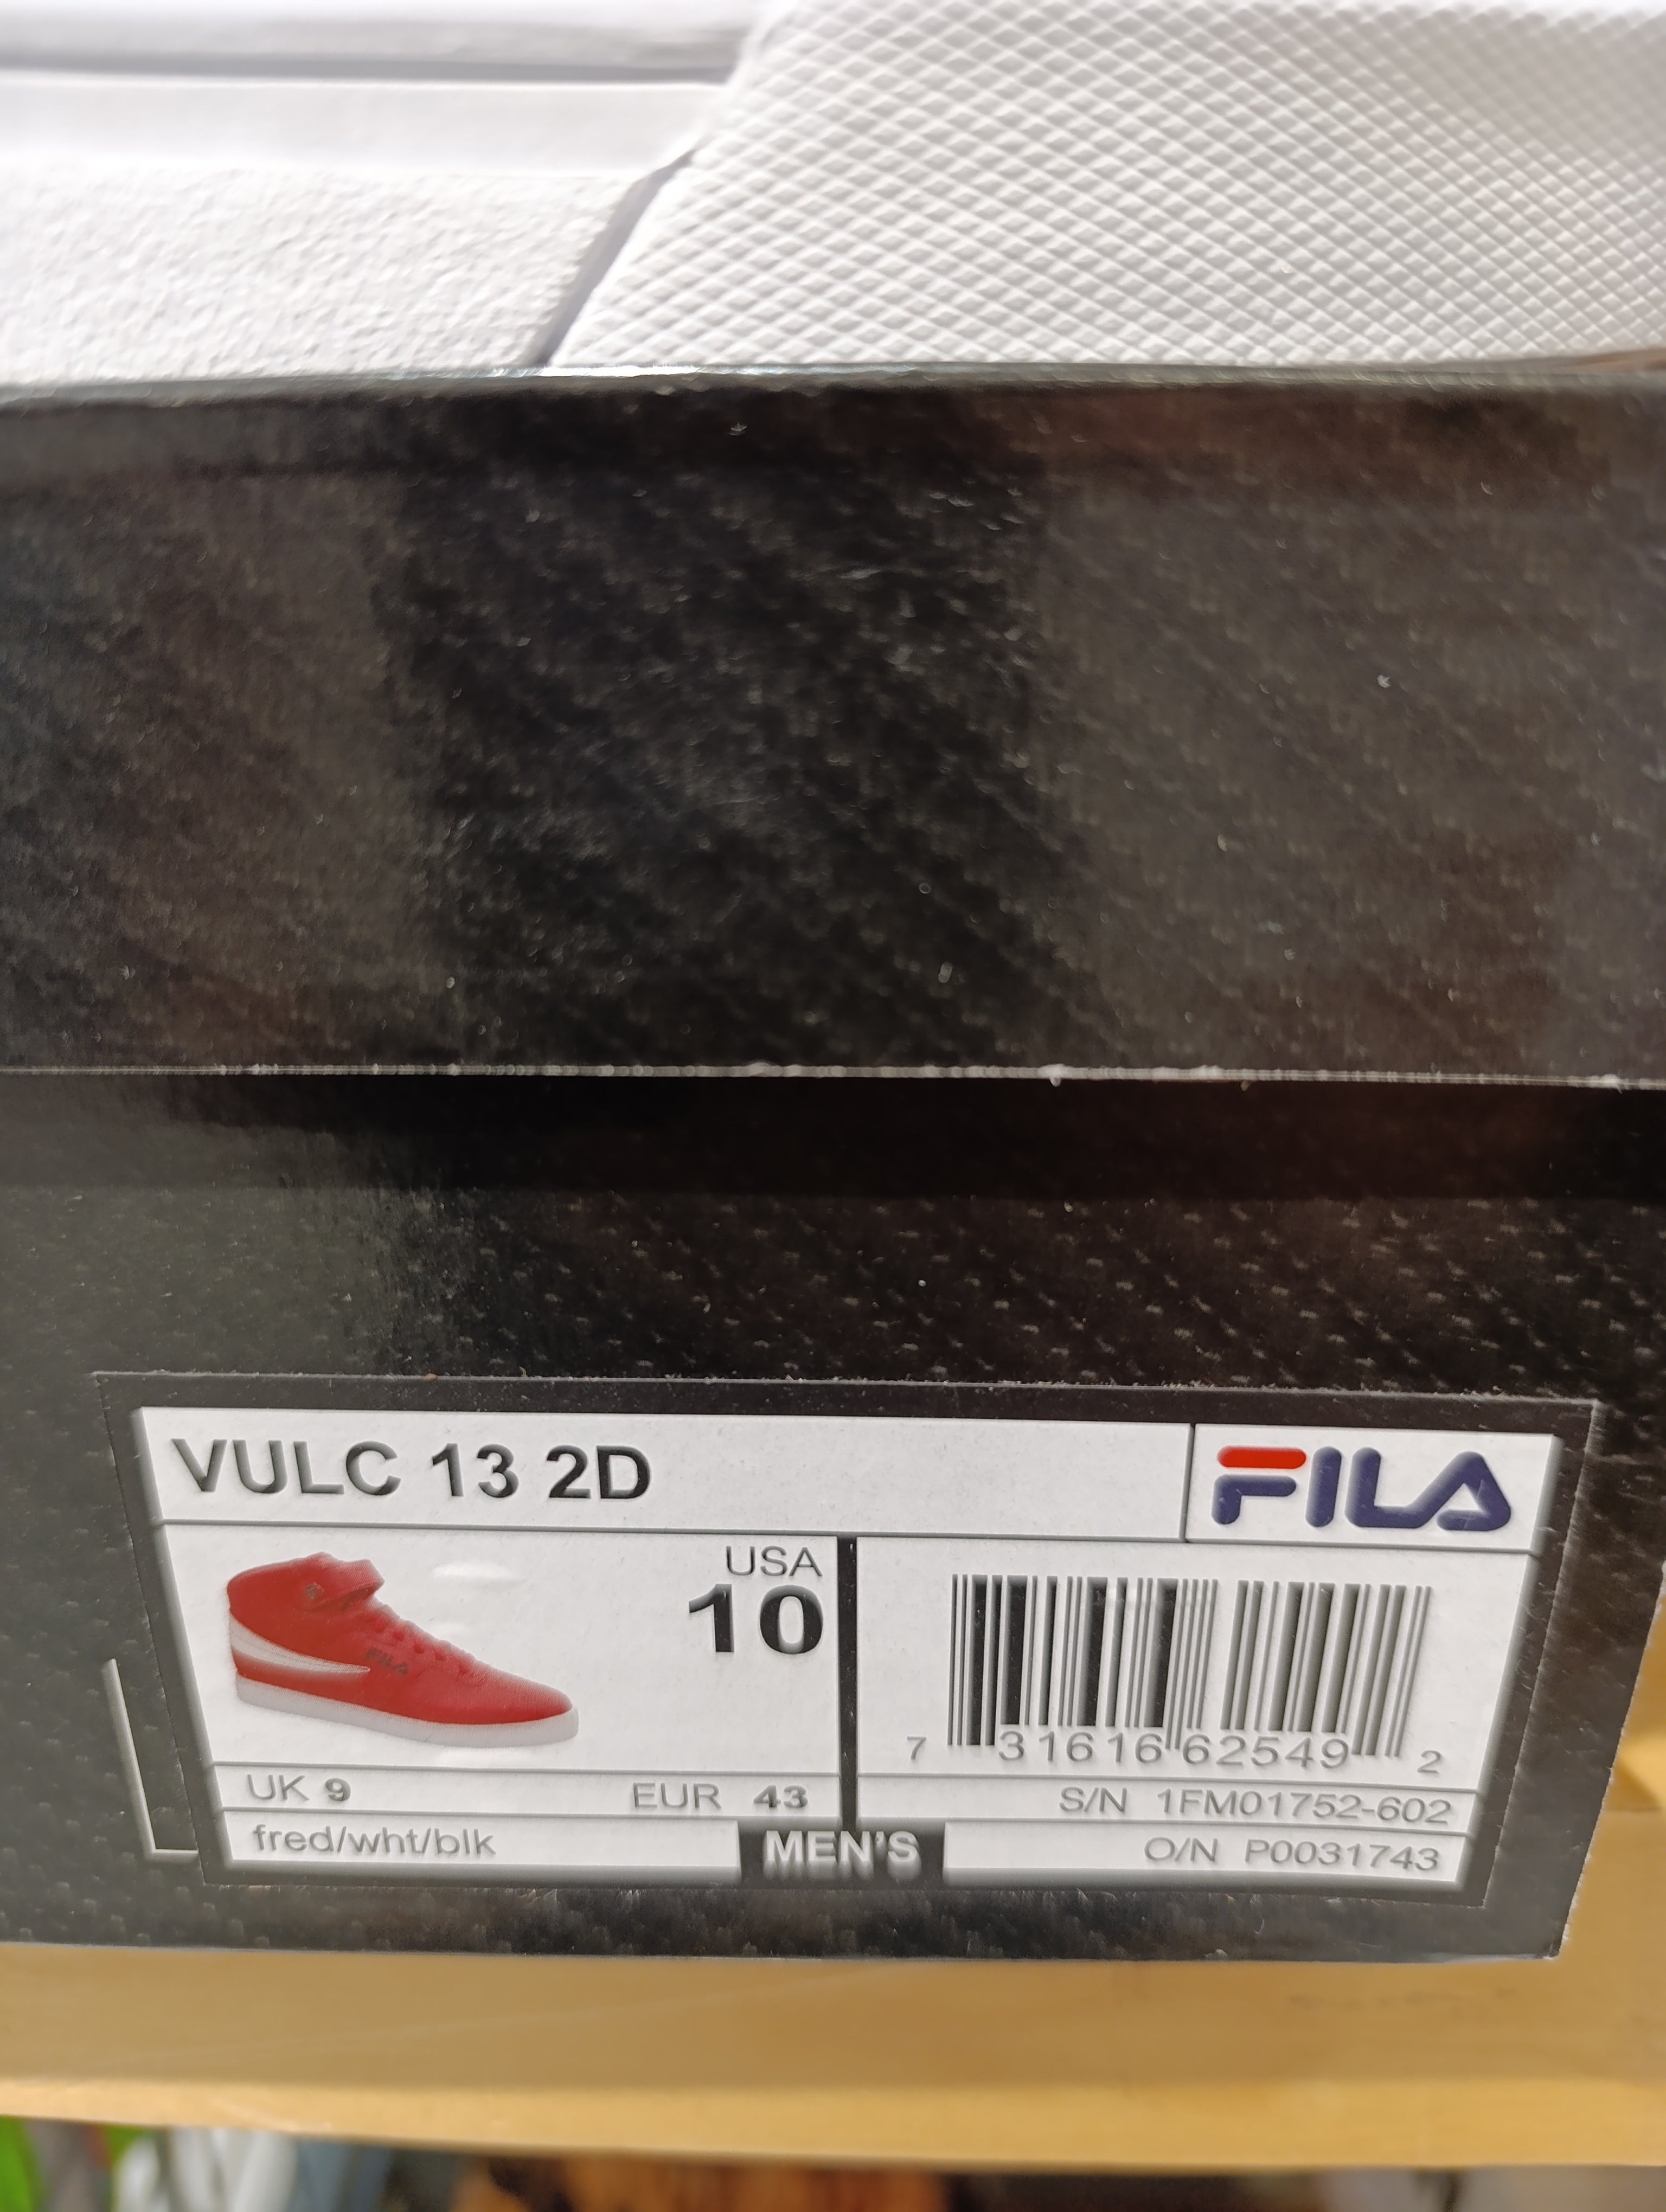 VULC 13 2D
FILA
USA
10
FILA
7 31616 62549 2
UK 9 EUR 43
S/N 1FM01752-602
fred/wht/blk
MEN'S
O/N P0031743